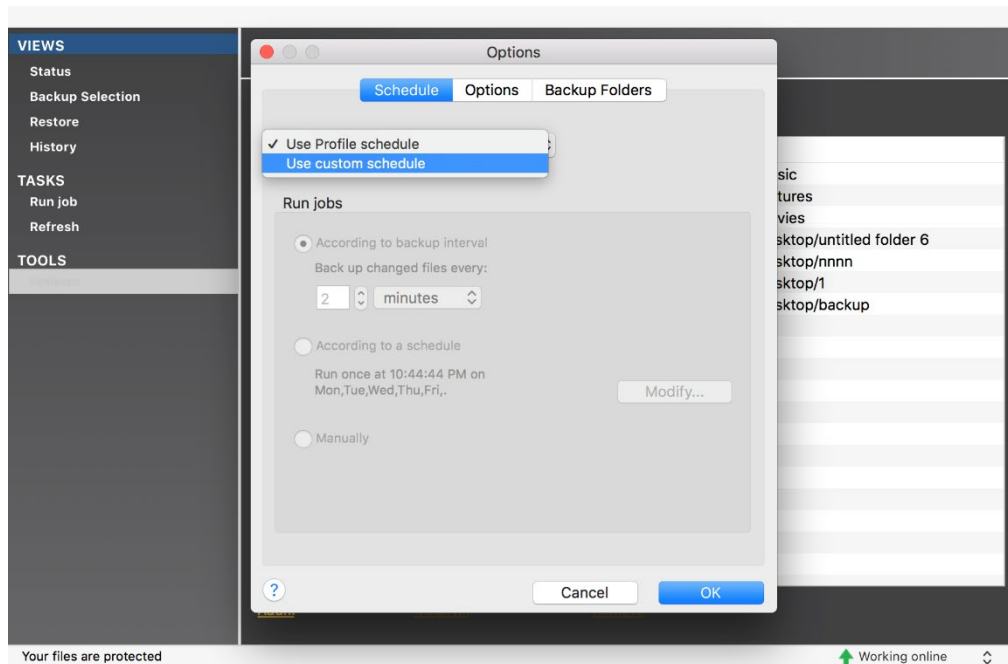 VIEWS
Status
Backup Selection
Restore
History
TASKS
Run job
Refresh
TOOLS
Options
Schedule Options Backup Folders
✓ Use Profile schedule
Use custom schedule
Run jobs
According to backup interval
Back up changed files every:
2 minutes
According to a schedule
Run once at 10:44:44 PM on
Mon,Tue,Wed,Thu,Fri,.
Modify...
Manually
? Cancel OK
sic
tures
vies
sktop/untitled folder 6
sktop/nnnn
sktop/1
sktop/backup
Your files are protected
Working online